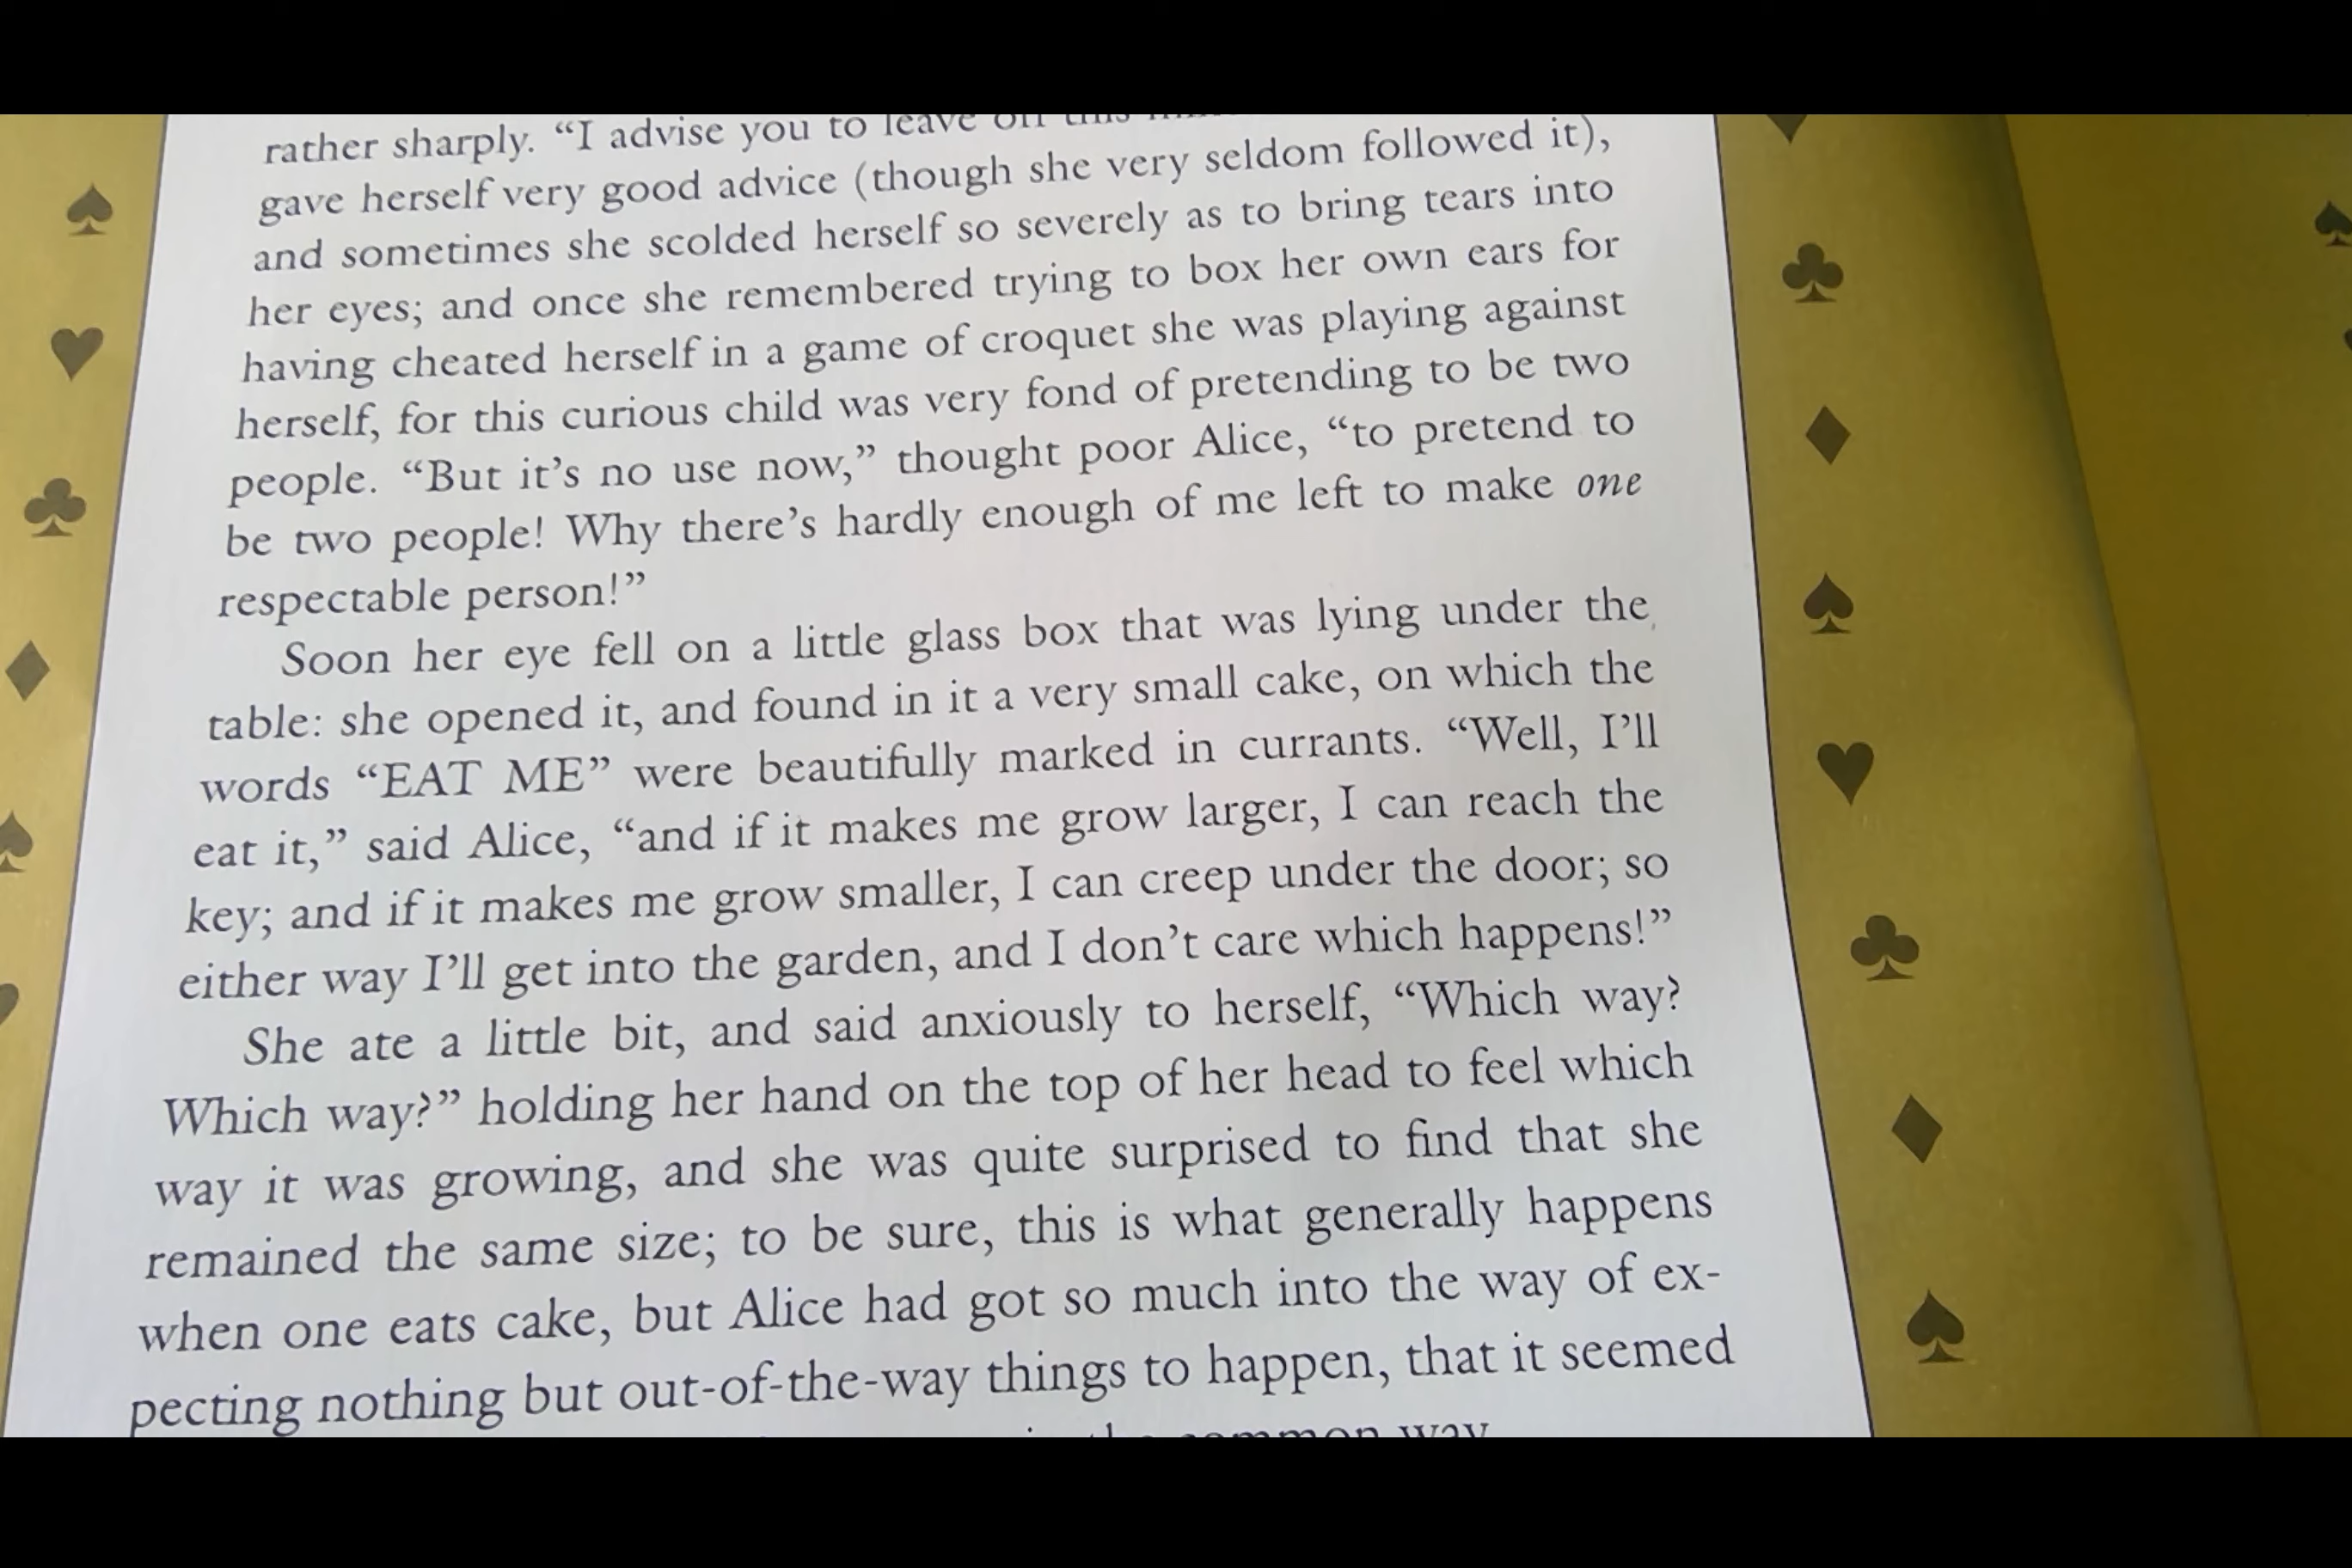 rather sharply. “I advise you to leave off this
gave herself very good advice (though she very seldom followed it),
and sometimes she scolded herself so severely as to bring tears into
her eyes; and once she remembered trying to box her own ears for
having cheated herself in a game of croquet she was playing against
herself, for this curious child was very fond of pretending to be two
people. “But it’s no use now,” thought poor Alice, “to pretend to
be two people! Why there’s hardly enough of me left to make one
respectable person!”
Soon her eye fell on a little glass box that was lying under the
table: she opened it, and found in it a very small cake, on which the
words “EAT ME” were beautifully marked in currants. “Well, I’ll
eat it,” said Alice, “and if it makes me grow larger, I can reach the
key; and if it makes me grow smaller, I can creep under the door; so
either way I’ll get into the garden, and I don’t care which happens!”
She ate a little bit, and said anxiously to herself, “Which way?
Which way?” holding her hand on the top of her head to feel which
way it was growing, and she was quite surprised to find that she
remained the same size; to be sure, this is what generally happens
when one eats cake, but Alice had got so much into the way of ex-
pecting nothing but out-of-the-way things to happen, that it seemed
common way